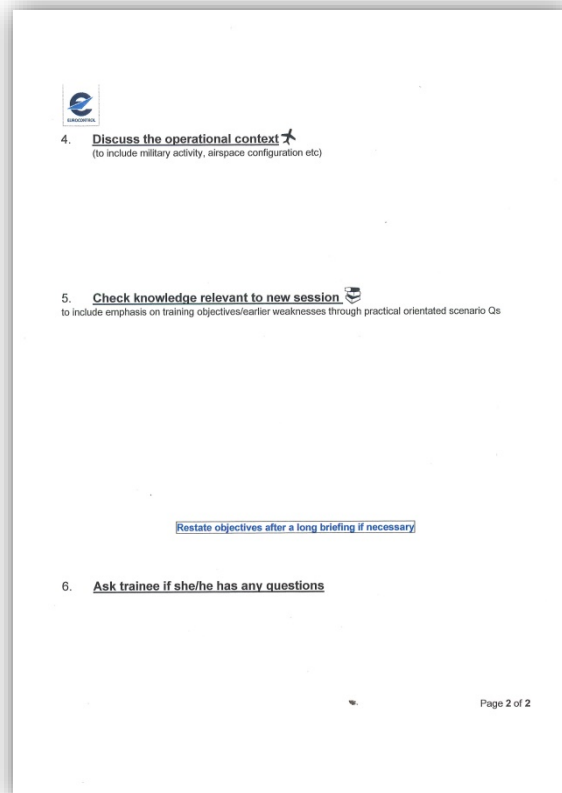 EUROCONTROL
4. Discuss the operational context
(to include military activity, airspace configuration etc)
5. Check knowledge relevant to new session
to include emphasis on training objectives/earlier weaknesses through practical orientated scenario Qs
Restate objectives after a long briefing if necessary
6. Ask trainee if she/he has any questions
Page 2 of 2